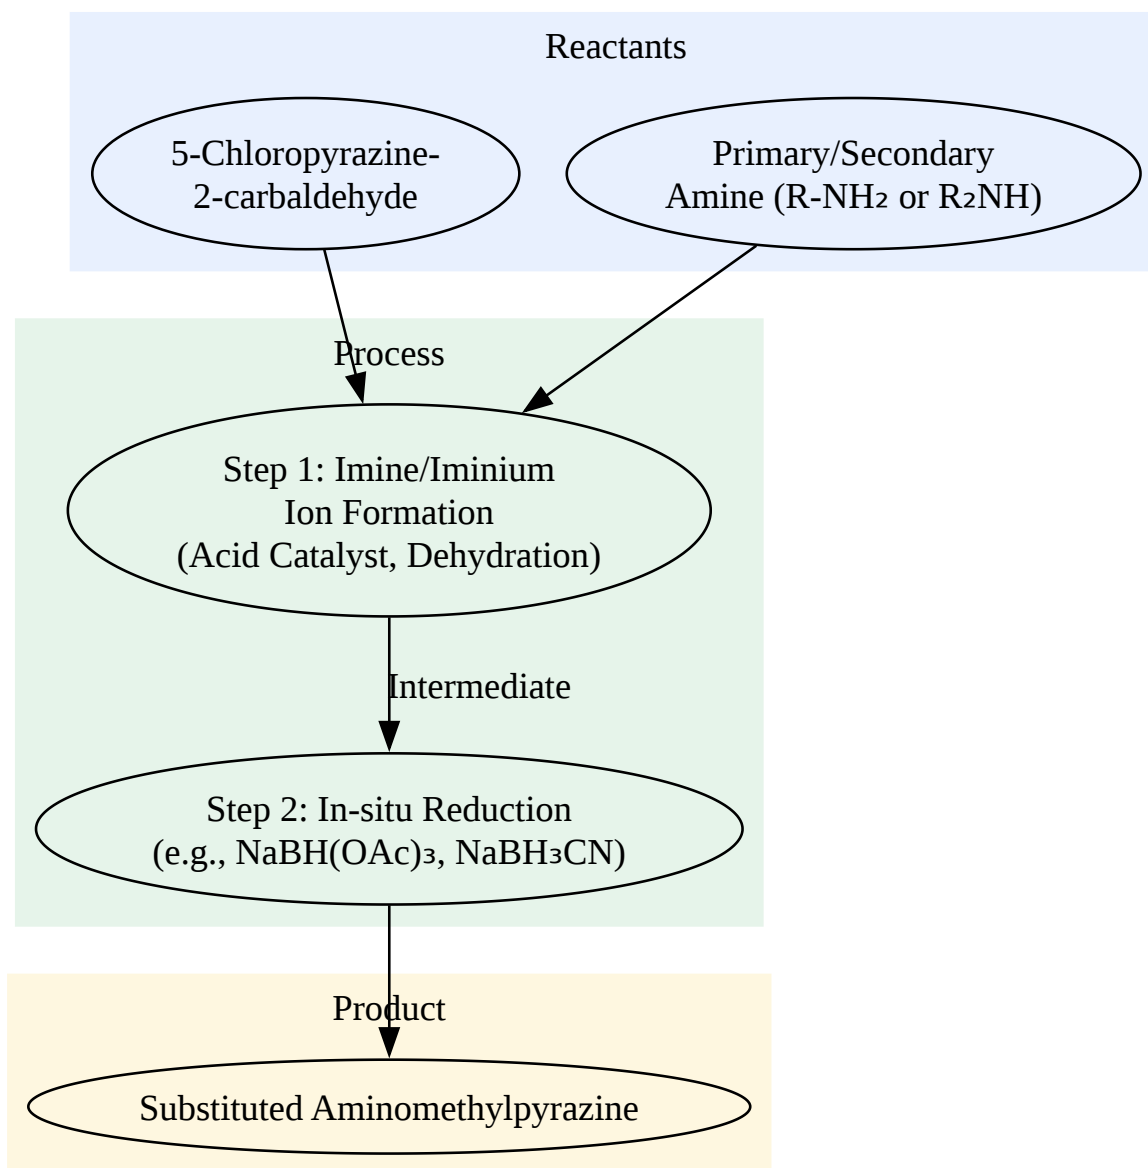 Reactants
5-Chloropyrazine-
2-carbaldehyde
Primary/Secondary
Amine (R-NH₂ or R₂NH)
Process
Step 1: Imine/Iminium
Ion Formation
(Acid Catalyst, Dehydration)
Intermediate
Step 2: In-situ Reduction
(e.g., NaBH(OAc)₃, NaBH₃CN)
Product
Substituted Aminomethylpyrazine